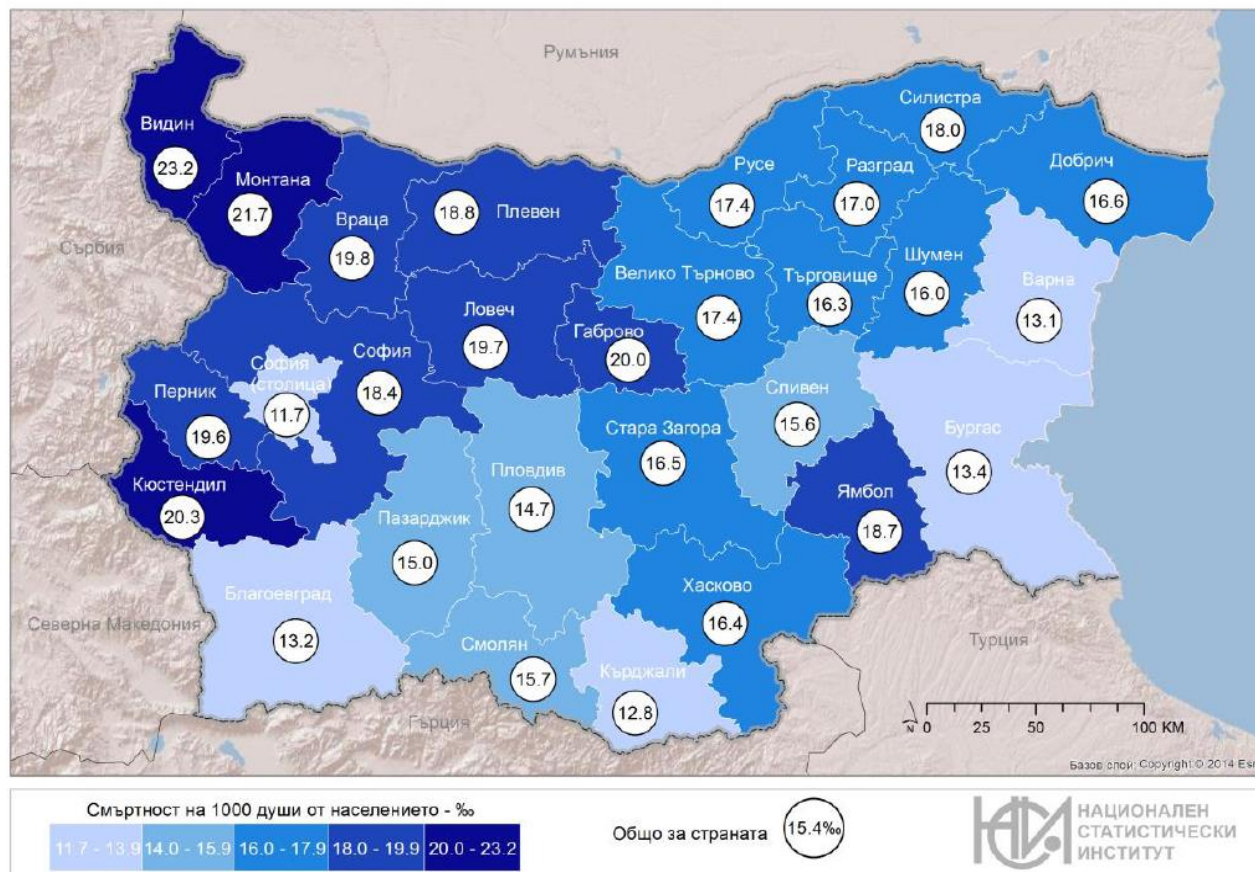 Румъния
Силистра
18.0
Видин
23.2
Добрич
16.6
Русе
17.4
Разград
17.0
Монтана
21.7
18.8 Плевен
Враца
19.8
Сърбия
Шумен
16.0
Велико Търново
17.4
Търговище
16.3
Варна
13.1
Ловеч
19.7
Габрово
20.0
София
(столица)
11.7
София
18.4
Перник
19.6
Сливен
15.6
Стара Загора
16.5
Бургас
13.4
Пловдив
14.7
Кюстендил
20.3
Ямбол
18.7
Пазарджик
15.0
Благоевград
13.2
Хасково
16.4
Северна Македония
Турция
Смолян
15.7
Кърджали
12.8
Гърция
N 0 25 50 100 KM
Базов слой: Copyright © 2014 Esr
Смъртност на 1000 души от населението - ‰
11.7 - 13.9 14.0 - 15.9 16.0 - 17.9 18.0 - 19.9 20.0 - 23.2
Общо за страната 15.4‰
НСИ
НАЦИОНАЛЕН
СТАТИСТИЧЕСКИ
ИНСТИТУТ